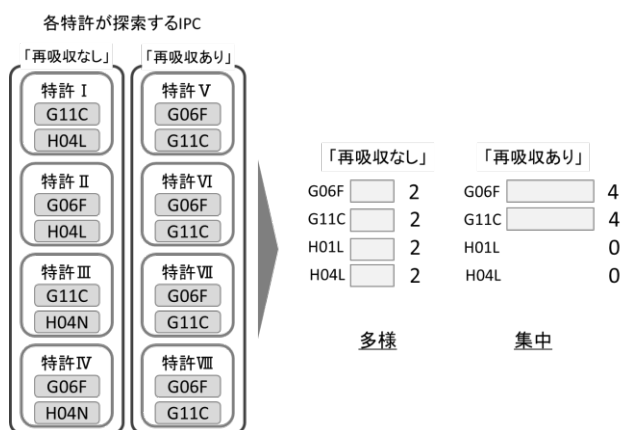 各特許が探索するIPC
「再吸収なし」
特許Ⅰ
G11C
H04L
特許Ⅱ
G06F
H04L
特許Ⅲ
G11C
H04N
特許Ⅳ
G06F
H04N
「再吸収あり」
特許Ⅴ
G06F
G11C
特許Ⅵ
G06F
G11C
特許Ⅶ
G06F
G11C
特許Ⅷ
G06F
G11C
「再吸収なし」
G06F 2
G11C 2
H01L 2
H04L 2
多様
「再吸収あり」
G06F 4
G11C 4
H01L 0
H04L 0
集中